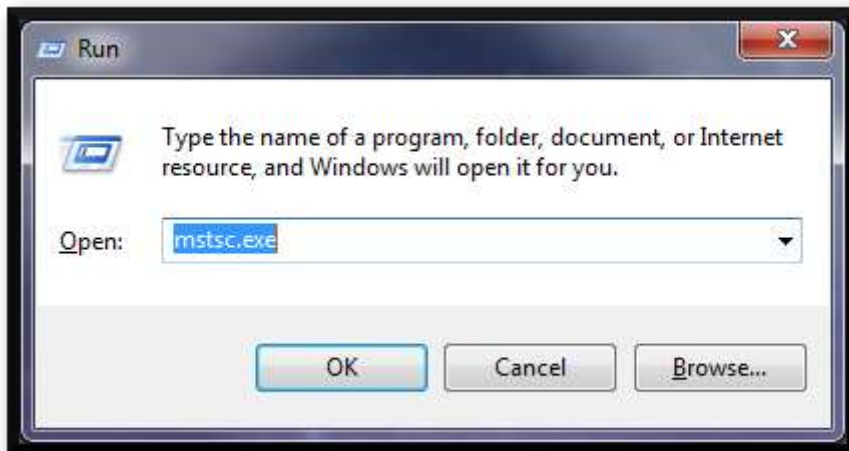 Run
Type the name of a program, folder, document, or Internet
resource, and Windows will open it for you.
Open: mstsc.exe
OK Cancel Browse...